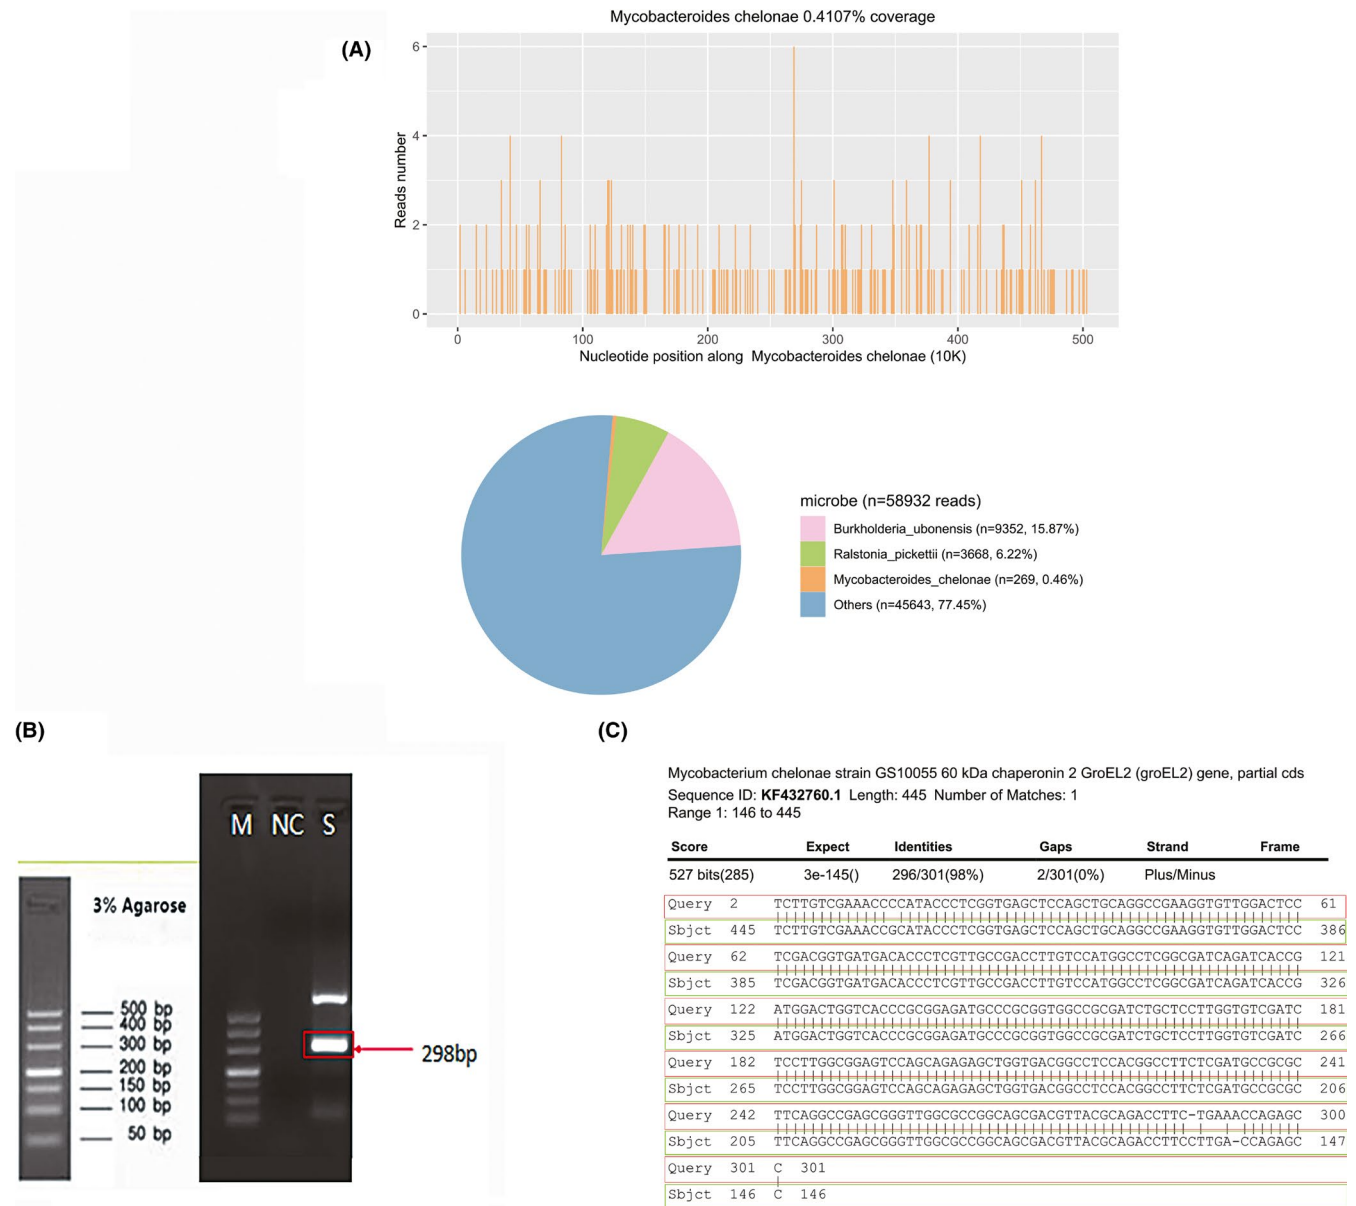 Mycobacteroides chelonae 0.4107% coverage
(A)
6
4
2
0
Reads number
0 100 200 300 400 500
Nucleotide position along Mycobacteroides chelonae (10K)
microbe (n=58932 reads)
Burkholderia_ubonensis (n=9352, 15.87%)
Ralstonia_pickettii (n=3668, 6.22%)
Mycobacteroides_chelonae (n=269, 0.46%)
Others (n=45643, 77.45%)
(B)
3% Agarose
500 bp
400 bp
300 bp
200 bp
150 bp
100 bp
50 bp
M NC S
298bp
(C)
Mycobacterium chelonae strain GS10055 60 kDa chaperonin 2 GroEL2 (groEL2) gene, partial cds
Sequence ID: KF432760.1 Length: 445 Number of Matches: 1
Range 1: 146 to 445
Score Expect Identities Gaps Strand Frame
527 bits(285) 3e-145() 296/301(98%) 2/301(0%) Plus/Minus
Query 2 TCTTGTCGAAACCCCATACCCTCGGTGAGCTCCAGCTGCAGGCCGAAGGTGTTGGACTCC 61
Sbjct 445 TCTTGTCGAAACCGCATACCCTCGGTGAGCTCCAGCTGCAGGCCGAAGGTGTTGGACTCC 386
Query 62 TCGACGGTGATGACACCCTCGTTGCCGACCTTGTCCATGGCCTCGGCGATCAGATCACCG 121
Sbjct 385 TCGACGGTGATGACACCCTCGTTGCCGACCTTGTCCATGGCCTCGGCGATCAGATCACCG 326
Query 122 ATGGACTGGTCACCCGCGGAGATGCCCGCGGTGGCCGCGATCTGCTCCTTGGTGTCGATC 181
Sbjct 325 ATGGACTGGTCACCCGCGGAGATGCCCGCGGTGGCCGCGATCTGCTCCTTGGTGTCGATC 266
Query 182 TCCTTGGCGGAGTCCAGCAGAGAGCTGGTGACGGCCTCCACGGCCTTCTCGATGCCGCGC 241
Sbjct 265 TCCTTGGCGGAGTCCAGCAGAGAGCTGGTGACGGCCTCCACGGCCTTCTCGATGCCGCGC 206
Query 242 TTCAGGCCGAGCGGGTTGGCGCCGGCAGCGACGTTACGCAGACCTTC-TGAAACCAGAGC 300
Sbjct 205 TTCAGGCCGAGCGGGTTGGCGCCGGCAGCGACGTTACGCAGACCTTCCTTGA-CCAGAGC 147
Query 301 C 301
Sbjct 146 C 146